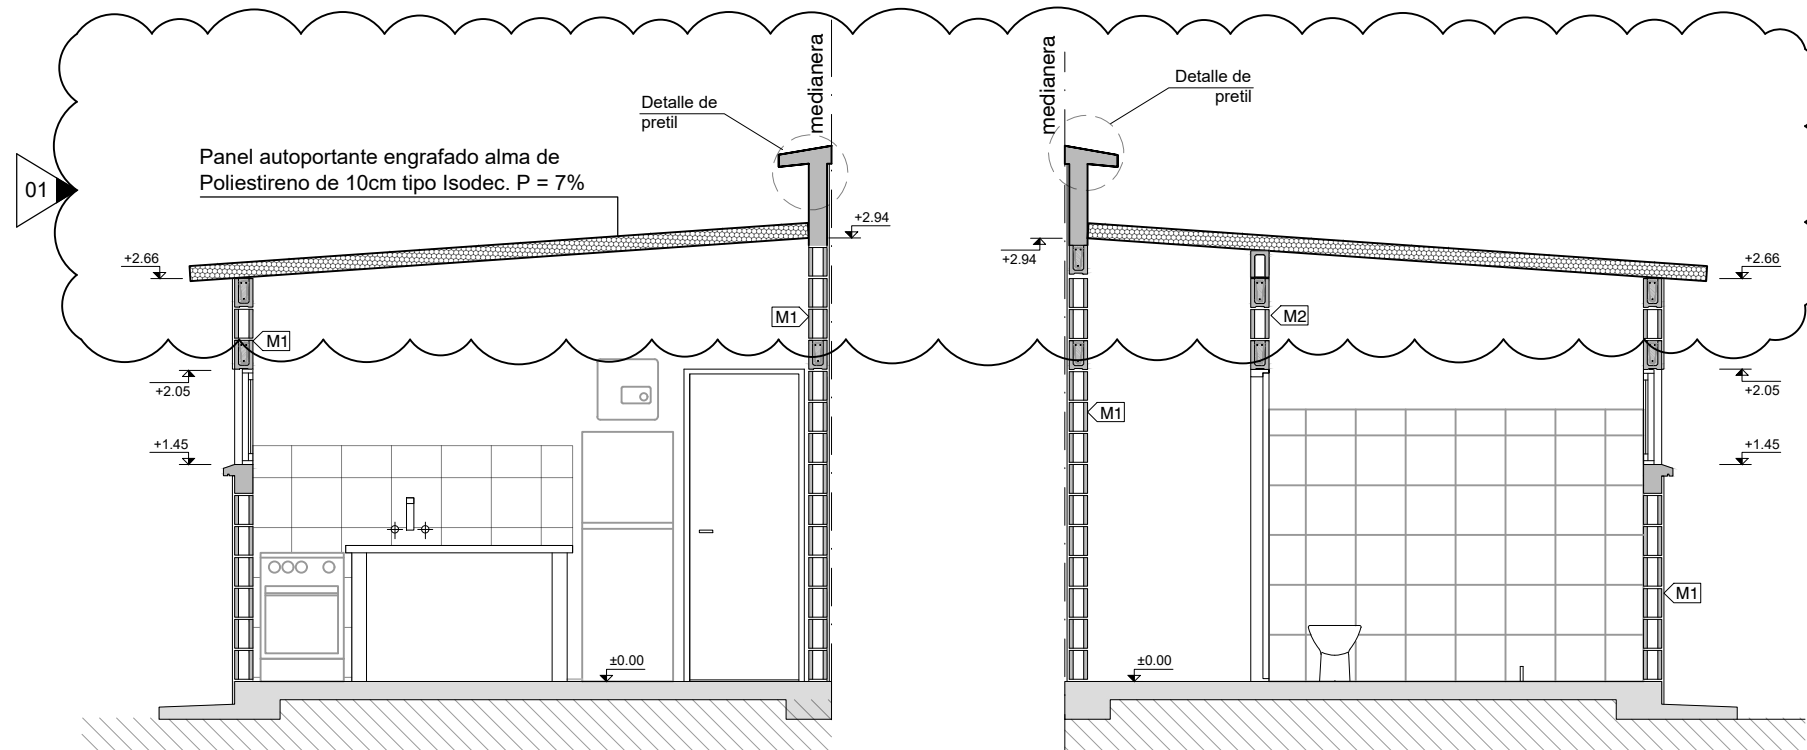 medianera
medianera
Detalle de
pretil
Detalle de
pretil
Panel autoportante engrafado alma de
Poliestireno de 10cm tipo Isodec. P = 7%
01
+2.94
+2.94
+2.66
+2.66
M1
M2
M1
+2.05
+2.05
M1
+1.45
+1.45
M1
±0.00
±0.00